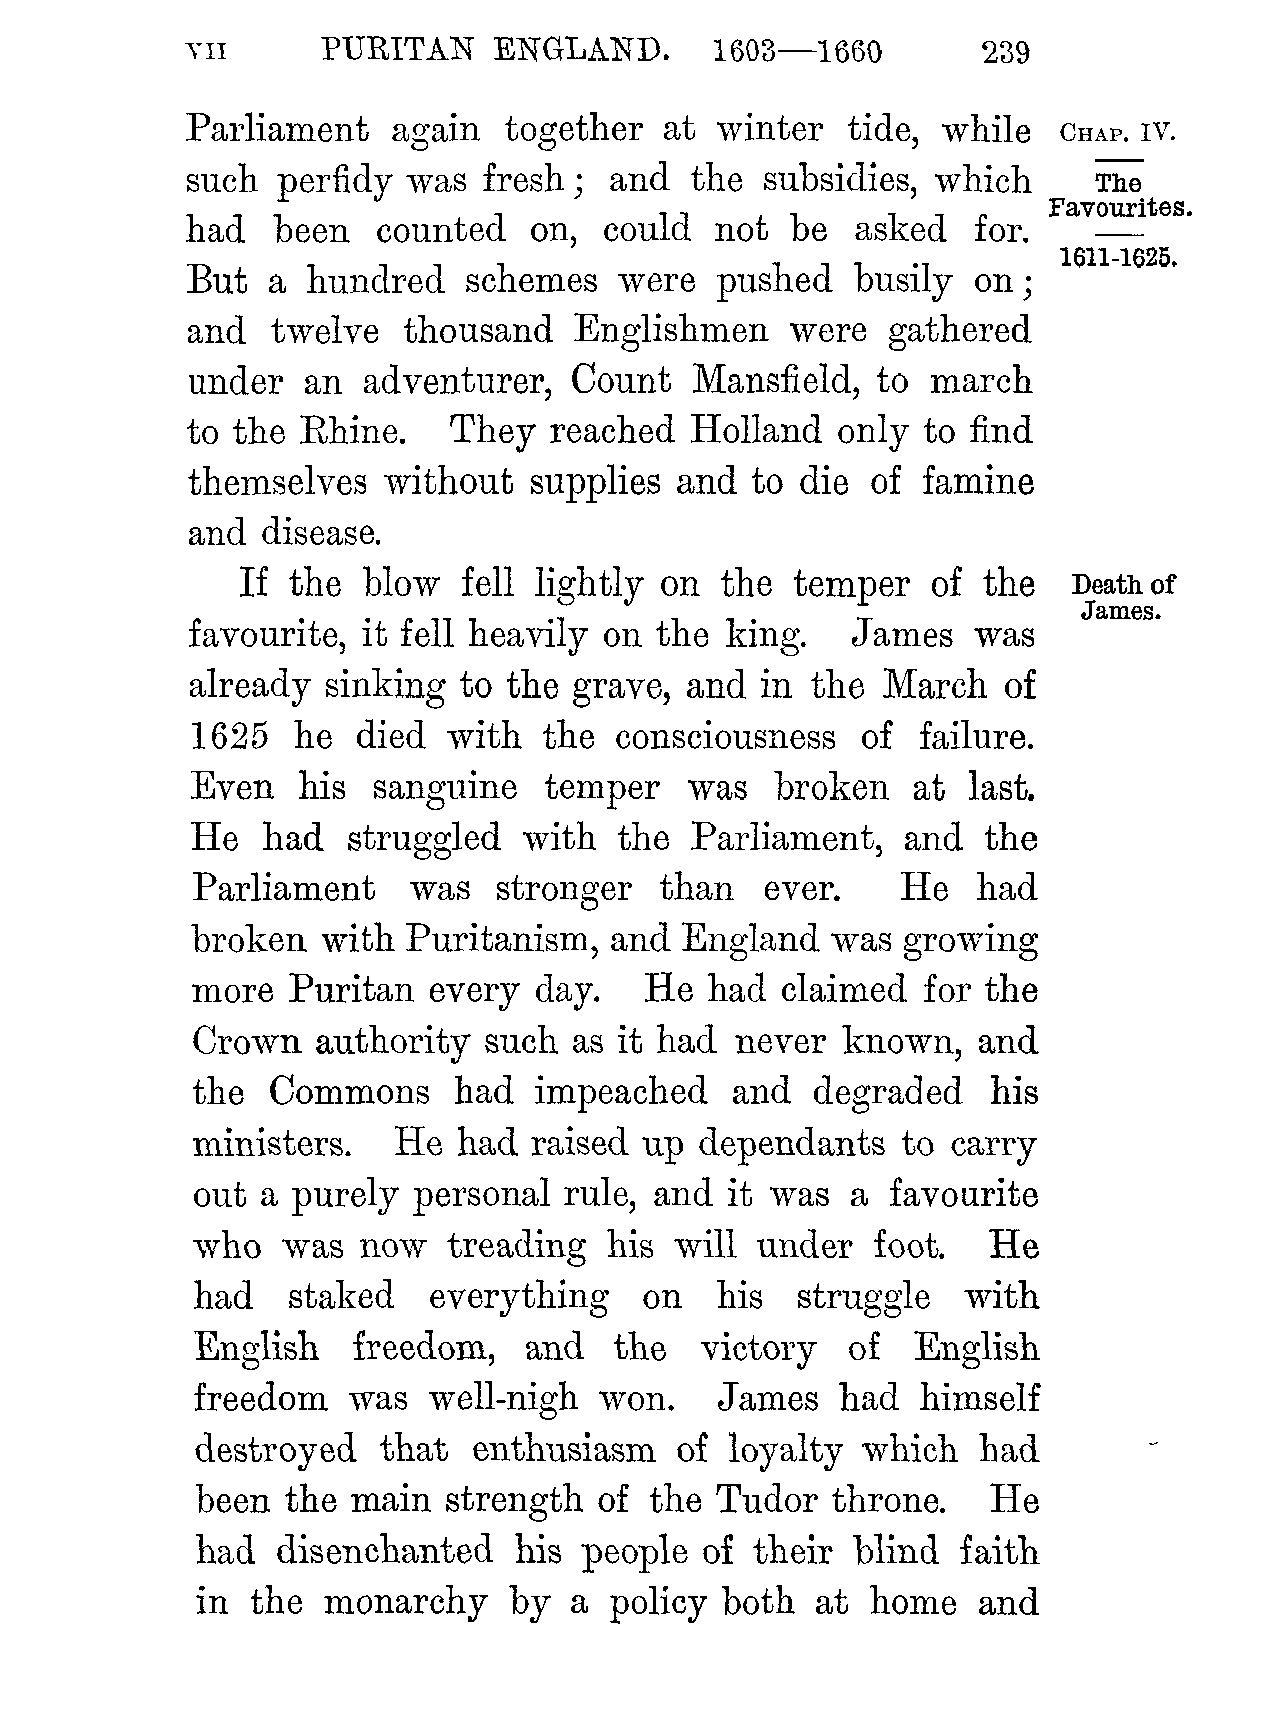 VII PURITAN ENGLAND. 1603—1660 239
Parliament again together at winter tide, while
such perfidy was fresh; and the subsidies, which
had been counted on, could not be asked for.
But a hundred schemes were pushed busily on;
and twelve thousand Englishmen were gathered
under an adventurer, Count Mansfield, to march
to the Rhine. They reached Holland only to find
themselves without supplies and to die of famine
and disease.
CHAP. IV.
The
Favourites.
1611-1625.
If the blow fell lightly on the temper of the
favourite, it fell heavily on the king. James was
already sinking to the grave, and in the March of
1625 he died with the consciousness of failure.
Even his sanguine temper was broken at last.
He had struggled with the Parliament, and the
Parliament was stronger than ever. He had
broken with Puritanism, and England was growing
more Puritan every day. He had claimed for the
Crown authority such as it had never known, and
the Commons had impeached and degraded his
ministers. He had raised up dependants to carry
out a purely personal rule, and it was a favourite
who was now treading his will under foot. He
had staked everything on his struggle with
English freedom, and the victory of English
freedom was well-nigh won. James had himself
destroyed that enthusiasm of loyalty which had
been the main strength of the Tudor throne. He
had disenchanted his people of their blind faith
in the monarchy by a policy both at home and
Death of
James.